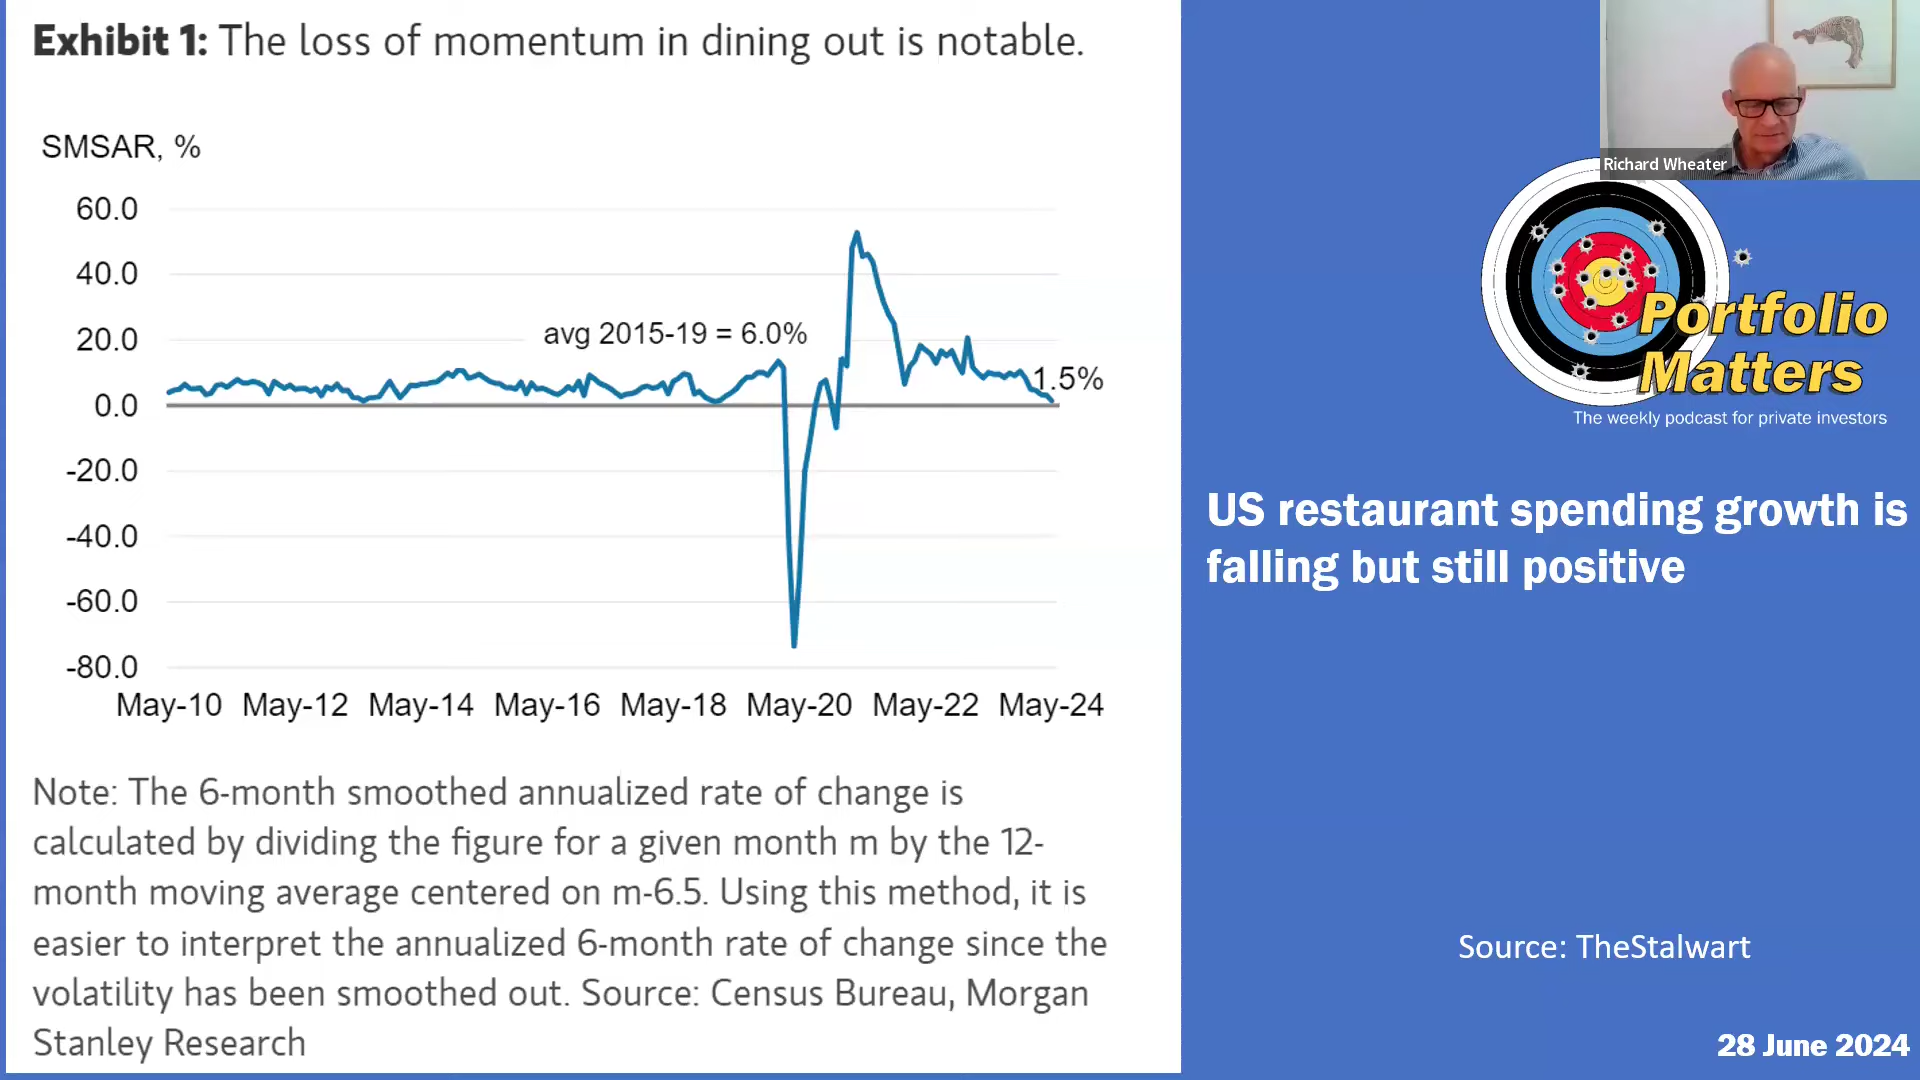 Exhibit 1: The loss of momentum in dining out is notable.
SMSAR, %
60.0
40.0
20.0
0.0
-20.0
-40.0
-60.0
-80.0
avg 2015-19 = 6.0%
1.5%
May-10 May-12 May-14 May-16 May-18 May-20 May-22 May-24
Note: The 6-month smoothed annualized rate of change is
calculated by dividing the figure for a given month m by the 12-
month moving average centered on m-6.5. Using this method, it is
easier to interpret the annualized 6-month rate of change since the
volatility has been smoothed out. Source: Census Bureau, Morgan
Stanley Research
Richard Wheater
Portfolio
Matters
The weekly podcast for private investors
US restaurant spending growth is
falling but still positive
Source: TheStalwart
28 June 2024